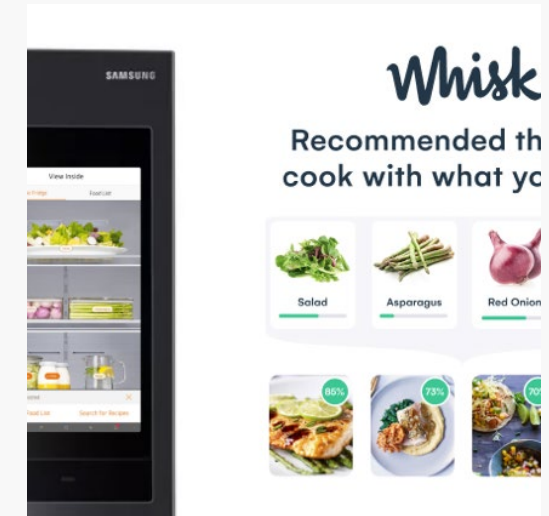 SAMSUNG
View Inside
Fridge
Food List
Food List
Search for Recipes
Whisk
Recommended th
cook with what yo
Salad
Asparagus
Red Onion
85%
73%
70